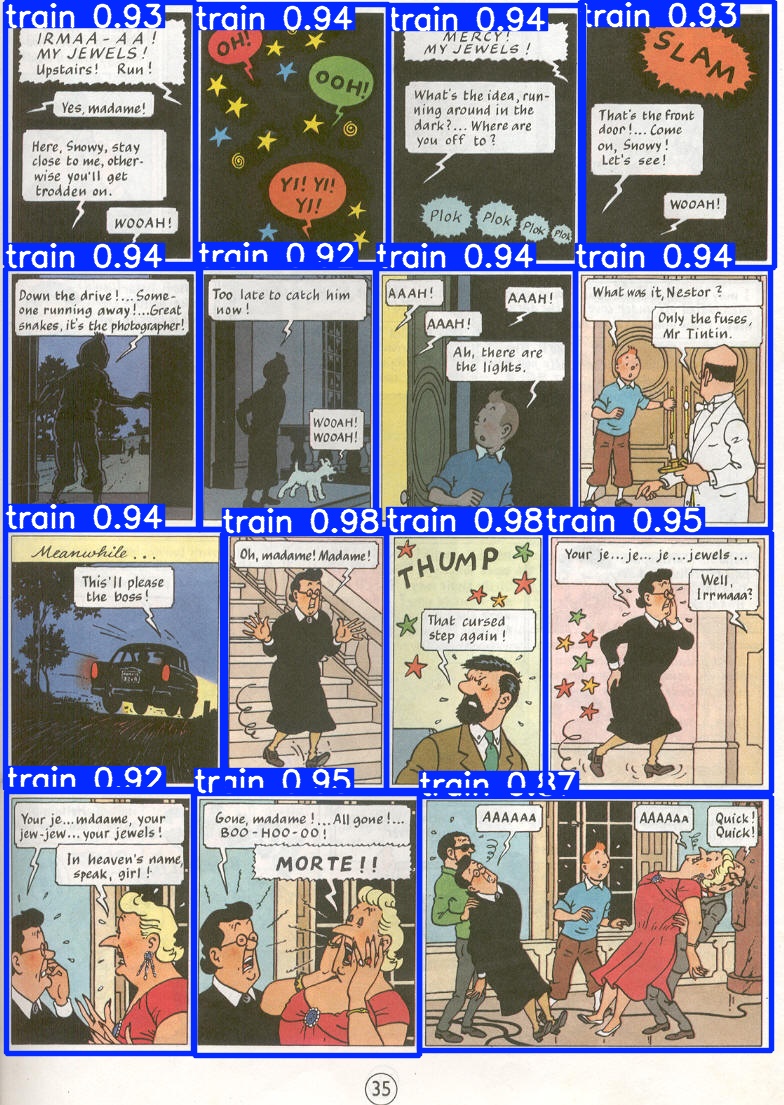 train 0.93
IRMAA-AA!
MY JEWELS!
Upstairs! Run!
Yes, madame!
Here, Snowy, stay
close to me, other-
wise you'll get
trodden on.
WOOAH!
train 0.94
OH!
OOH!
YI! YI!
YI!
train 0.94
MERCY!
MY JEWELS!
What's the idea, run-
ning around in the
dark?... Where are
you off to?
Plok
Plok
Plok
Plok
train 0.93
SLAM
That's the front
door!... Come
on, Snowy!
Let's see!
WOOAH!
train 0.94
Down the drive!... Some-
one running away!...Great
snakes, it's the photographer!
train 0.92
Too late to catch him
now!
WOOAH!
WOOAH!
train 0.94
AAAH!
AAAH!
AAAH!
Ah, there are
the lights.
train 0.94
What was it, Nestor?
Only the fuses,
Mr Tintin.
train 0.94
Meanwhile...
This'll please
the boss!
train 0.98
Oh, madame! Madame!
train 0.98
THUMP
That cursed
step again!
train 0.95
Your je... je... je... jewels...
Well,
Irrmaaa?
train 0.92
Your je... mdaame, your
jew-jew... your jewels!
In heaven's name,
speak, girl!
train 0.95
Gone, madame!... All gone!...
BOO-HOO-OO!
MORTE!!
train 0.87
AAAAAA
AAAAAA
Quick!
Quick!
35